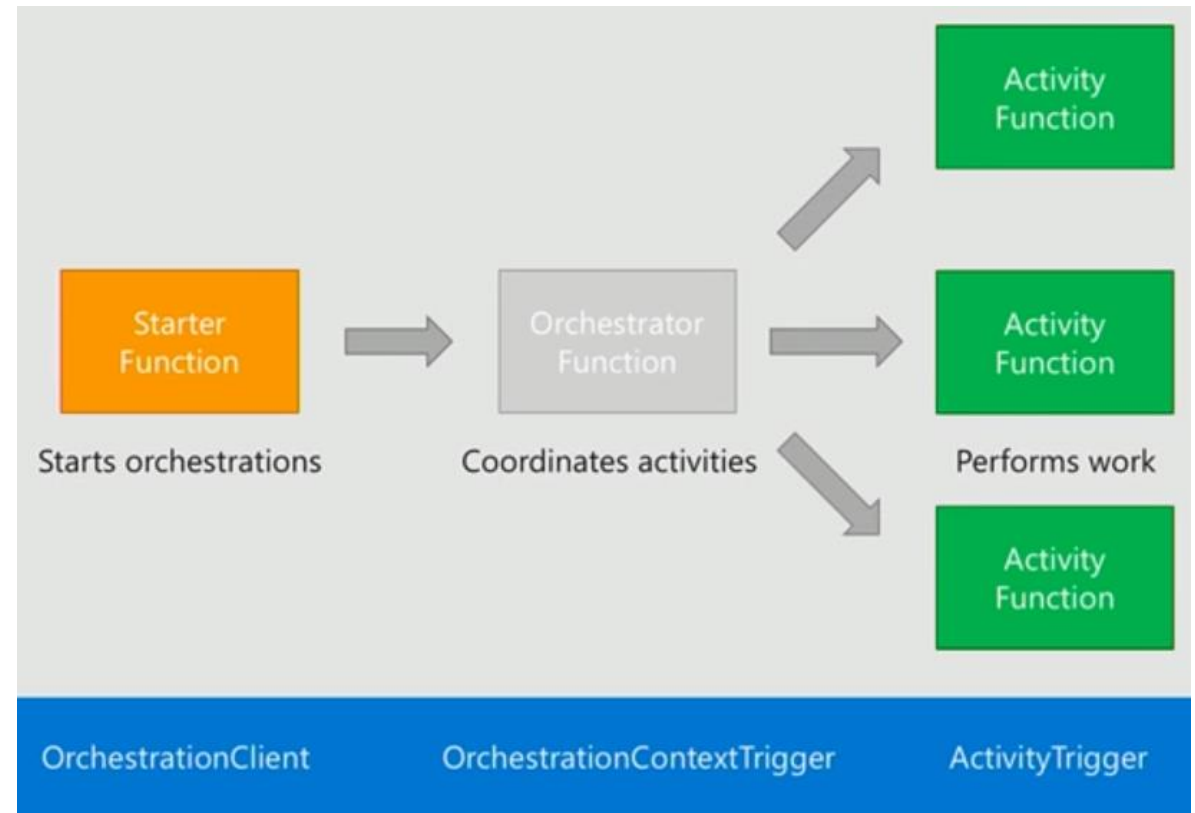 Activity
Function
Starter
Function
Orchestrator
Function
Activity
Function
Starts orchestrations
Coordinates activities
Performs work
Activity
Function
OrchestrationClient
OrchestrationContextTrigger
ActivityTrigger